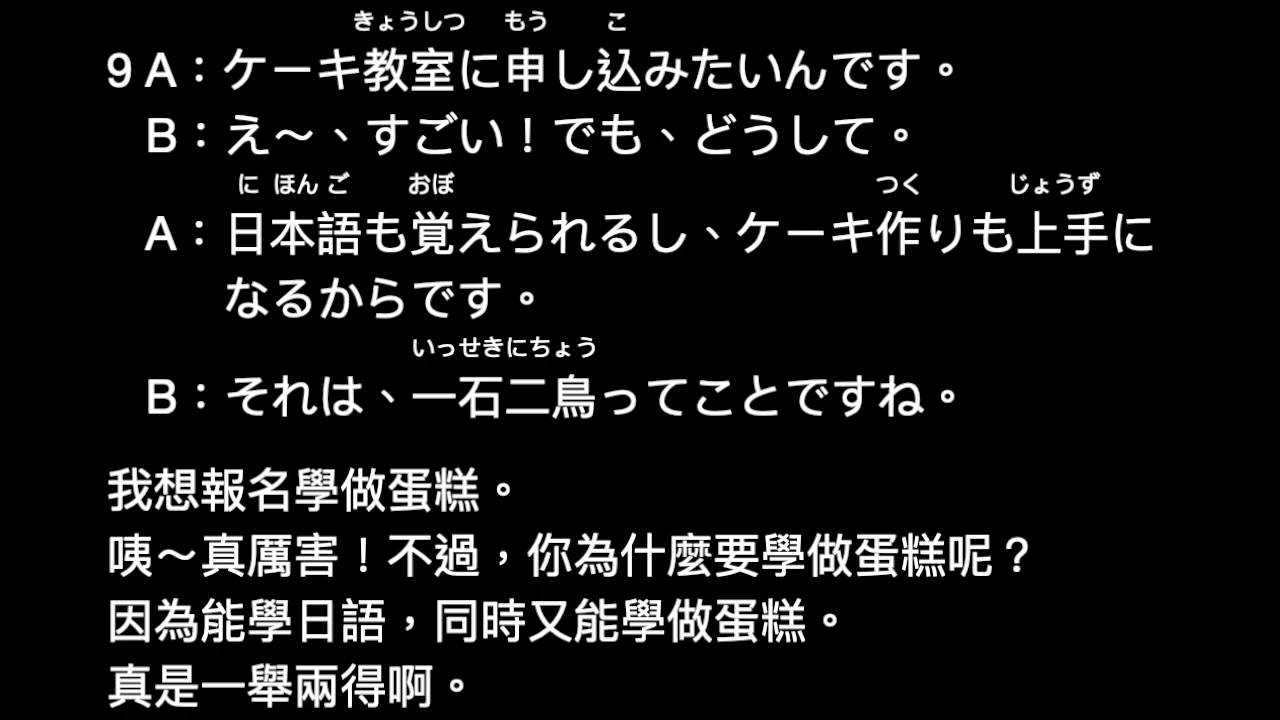 きょうしつ もう こ
9 A：ケーキ教室に申し込みたいんです。
B：え～、すごい！でも、どうして。
に ほん ご おぼ つく じょうず
A：日本語も覚えられるし、ケーキ作りも上手に
なるからです。
いっせきにちょう
B：それは、一石二鳥ってことですね。
我想報名學做蛋糕。
咦～真厲害！不過，你為什麼要學做蛋糕呢？
因為能學日語，同時又能學做蛋糕。
真是一舉兩得啊。